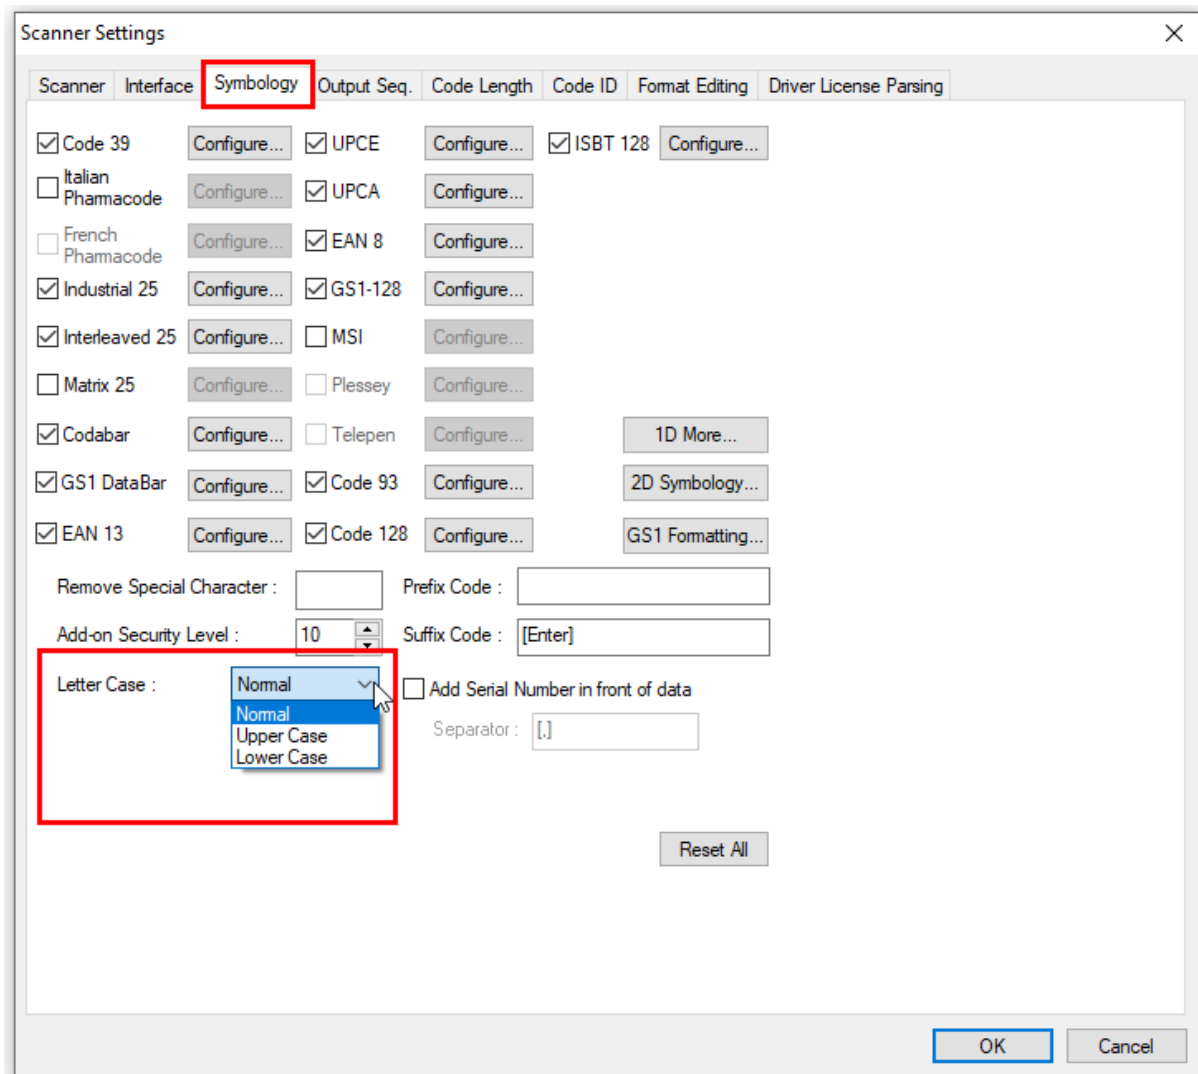 Scanner Settings
Scanner Interface Symbology Output Seq. Code Length Code ID Format Editing Driver License Parsing
Code 39 Configure... UPCE Configure... ISBT 128 Configure...
Italian
Pharmacode Configure... UPCA Configure...
French
Pharmacode Configure... EAN 8 Configure...
Industrial 25 Configure... GS1-128 Configure...
Interleaved 25 Configure... MSI Configure...
Matrix 25 Configure... Plessey Configure...
Codabar Configure... Telepen Configure... 1D More...
GS1 DataBar Configure... Code 93 Configure... 2D Symbology...
EAN 13 Configure... Code 128 Configure... GS1 Formatting...
Remove Special Character : Prefix Code :
Add-on Security Level : 10 Suffix Code : [Enter]
Letter Case : Normal Add Serial Number in front of data
Normal
Upper Case Separator : [,]
Lower Case
Reset All
OK Cancel